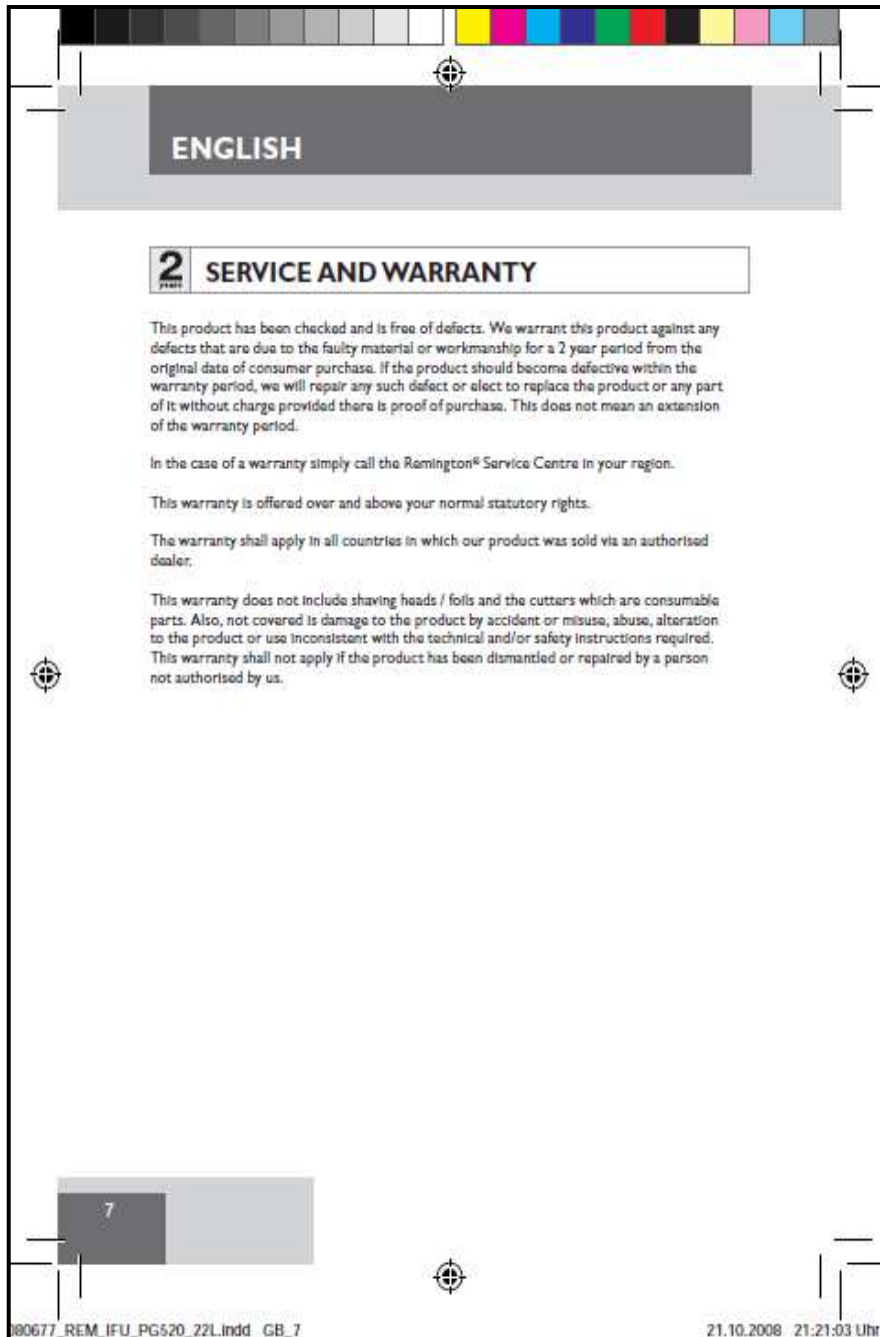 ENGLISH
2 years SERVICE AND WARRANTY
This product has been checked and is free of defects. We warrant this product against any
defects that are due to the faulty material or workmanship for a 2 year period from the
original date of consumer purchase. If the product should become defective within the
warranty period, we will repair any such defect or elect to replace the product or any part
of it without charge provided there is proof of purchase. This does not mean an extension
of the warranty period.
In the case of a warranty simply call the Remington® Service Centre in your region.
This warranty is offered over and above your normal statutory rights.
The warranty shall apply in all countries in which our product was sold via an authorised
dealer.
This warranty does not include shaving heads / foils and the cutters which are consumable
parts. Also, not covered is damage to the product by accident or misuse, abuse, alteration
to the product or use inconsistent with the technical and/or safety instructions required.
This warranty shall not apply if the product has been dismantled or repaired by a person
not authorised by us.
7
080677_REM_IFU_PG520_22L.indd GB_7 21.10.2008 21:21:03 Uhr